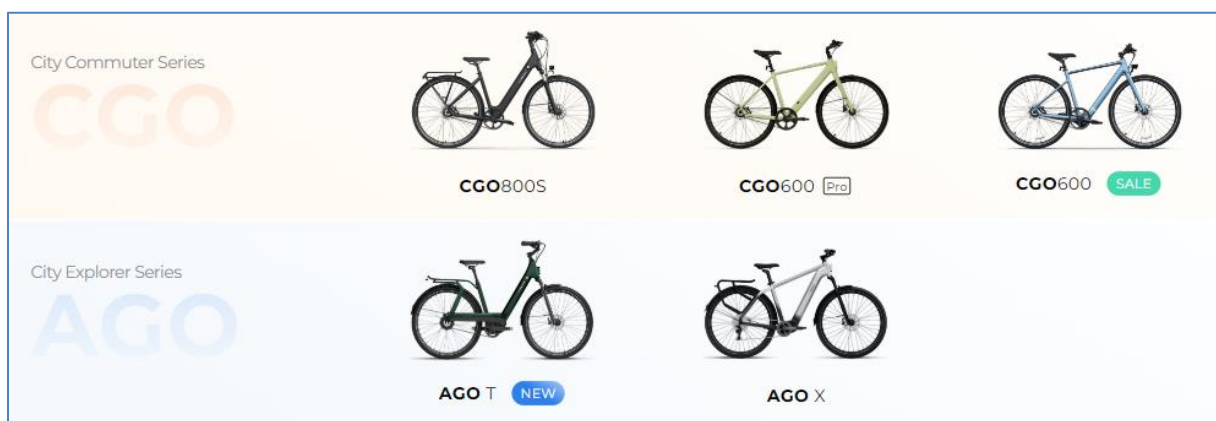 City Commuter Series
CGO
CGO800S
CGO600 Pro
CGO600 SALE
City Explorer Series
AGO
AGO T NEW
AGO X